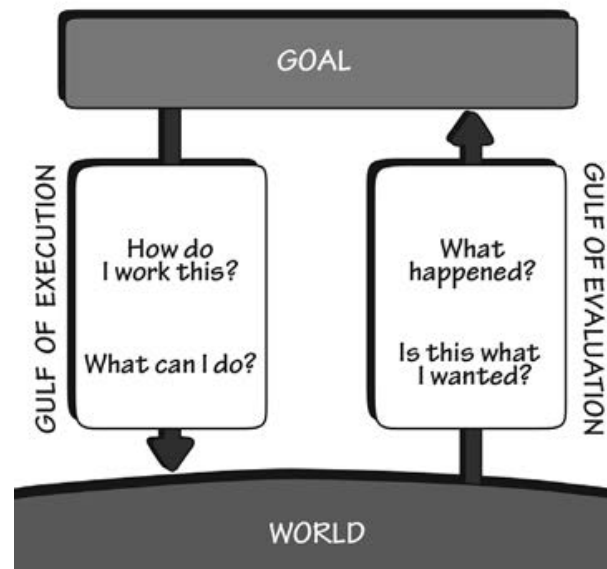 GOAL
GULF OF EXECUTION
How do
I work this?
What can I do?
What
happened?
Is this what
I wanted?
GULF OF EVALUATION
WORLD